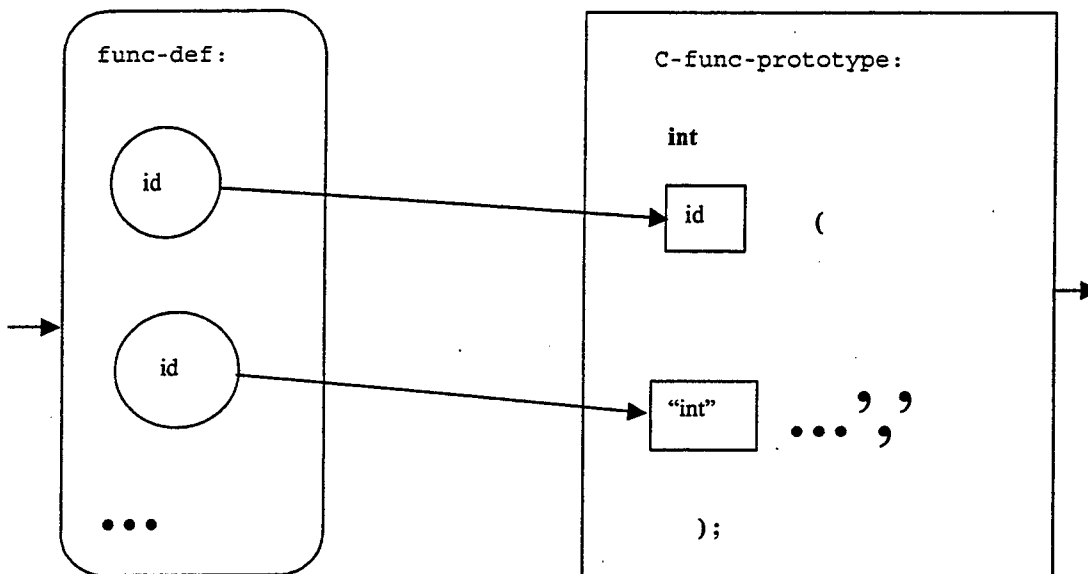 func-def:
id
id
•••
C-func-prototype:
int
id (
“int” ••• ’,’
);